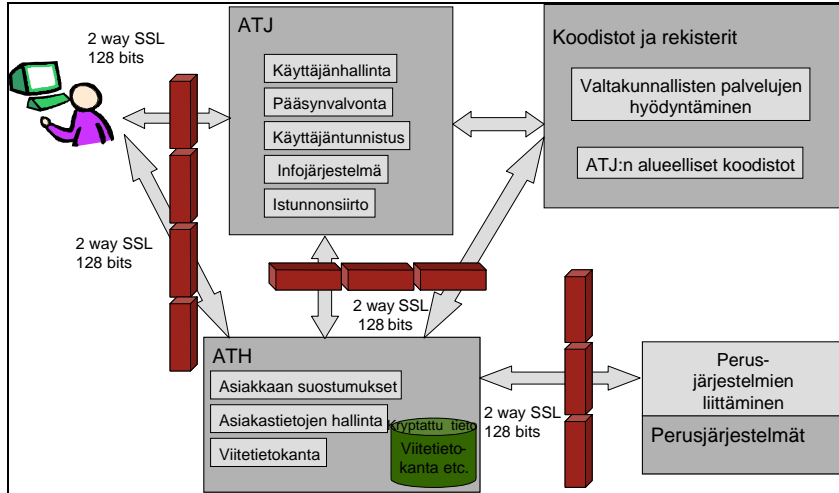 2 way SSL
128 bits
ATJ
Käyttäjänhallinta
Pääsynvalvonta
Käyttäjäntunnistus
Infojärjestelmä
Istunnonsiirto
Koodistot ja rekisterit
Valtakunnallisten palvelujen
hyödyntäminen
ATJ:n alueelliset koodistot
2 way SSL
128 bits
2 way SSL
128 bits
ATH
Asiakkaan suostumukset
Asiakastietojen hallinta
Viitetietokanta
Kryptattu tieto
Viitetieto-
kanta etc.
2 way SSL
128 bits
Perus-
järjestelmien
liittäminen
Perusjärjestelmät